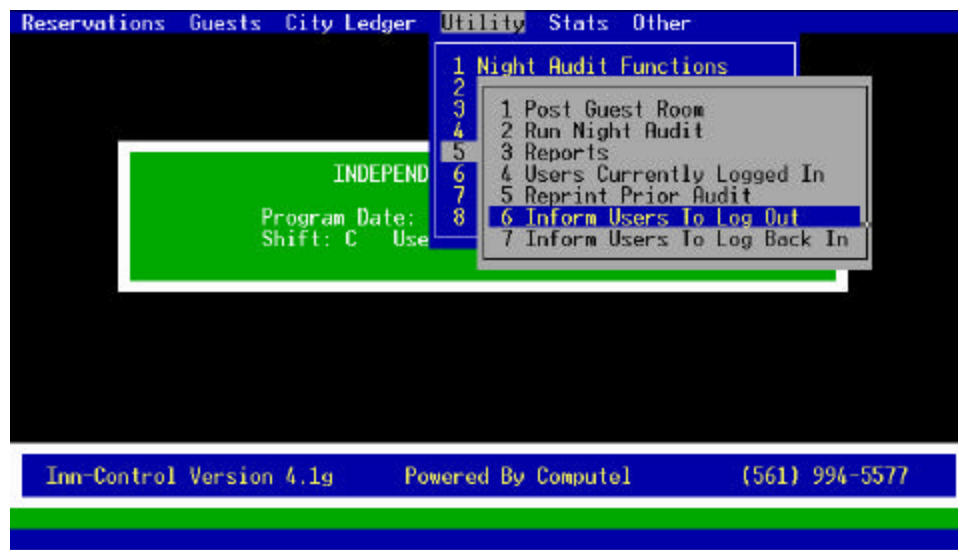 Reservations Guests City Ledger Utility Stats Other
1 Night Audit Functions
2
3
4
5
6
7
8
1 Post Guest Room
2 Run Night Audit
3 Reports
4 Users Currently Logged In
5 Reprint Prior Audit
6 Inform Users To Log Out
7 Inform Users To Log Back In
INDEPEND
Program Date:
Shift: C Use
Inn-Control Version 4.1g Powered By Computel (561) 994-5577